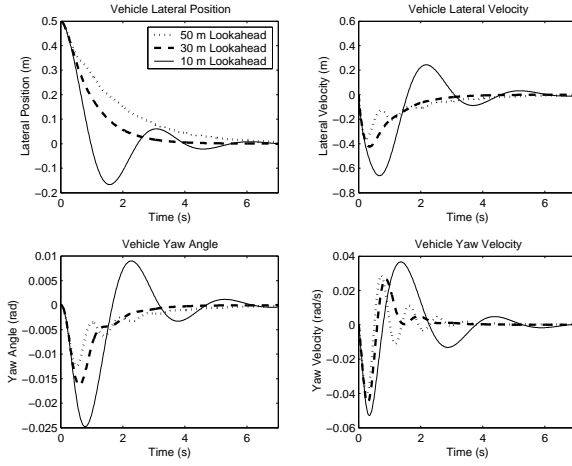 Vehicle Lateral Position
0.5
0.4
0.3
0.2
0.1
0
−0.1
−0.2
Lateral Position (m)
50 m Lookahead
30 m Lookahead
10 m Lookahead
0 2 4 6
Time (s)
Vehicle Lateral Velocity
0.4
0.2
0
−0.2
−0.4
−0.6
−0.8
Lateral Velocity (m)
0 2 4 6
Time (s)
Vehicle Yaw Angle
0.01
0.005
0
−0.005
−0.01
−0.015
−0.02
−0.025
Yaw Angle (rad)
0 2 4 6
Time (s)
Vehicle Yaw Velocity
0.04
0.02
0
−0.02
−0.04
−0.06
Yaw Velocity (rad/s)
0 2 4 6
Time (s)